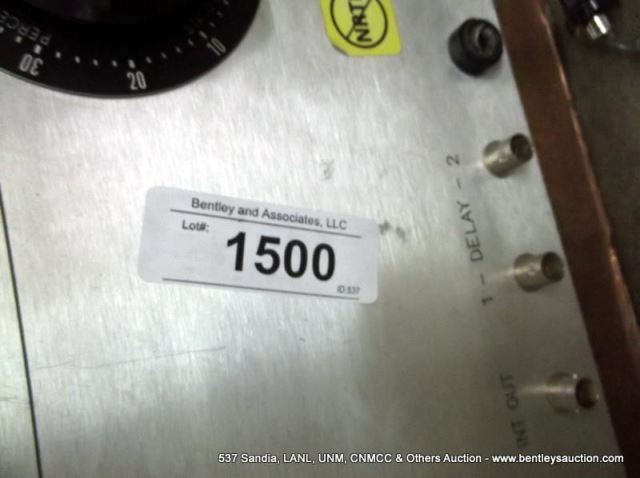 PERCE
30
20
10
NRTL
Bentley and Associates, LLC
Lot#:
1500
ID:537
1 - DELAY - 2
INT OUT
537 Sandia, LANL, UNM, CNMCC & Others Auction - www.bentleysauction.com